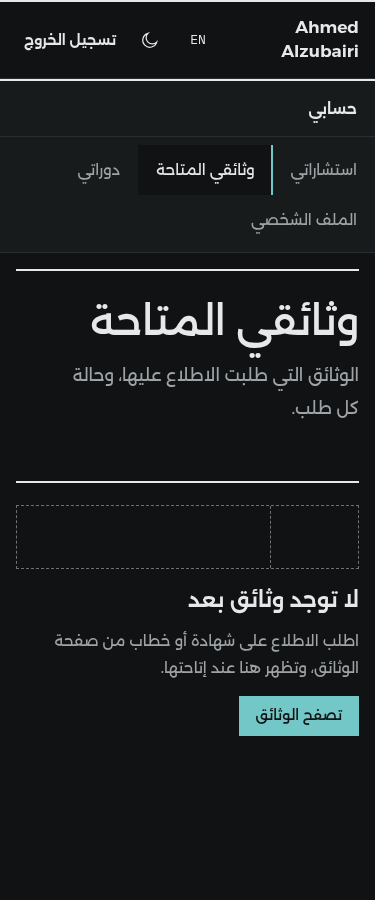 Ahmed
Alzubairi
EN
تسجيل الخروج
حسابي
استشاراتي
وثائقي المتاحة
دوراتي
الملف الشخصي
وثائقي المتاحة
الوثائق التي طلبت الاطلاع عليها، وحالة
كل طلب.
لا توجد وثائق بعد
اطلب الاطلاع على شهادة أو خطاب من صفحة
الوثائق، وتظهر هنا عند إتاحتها.
تصفح الوثائق